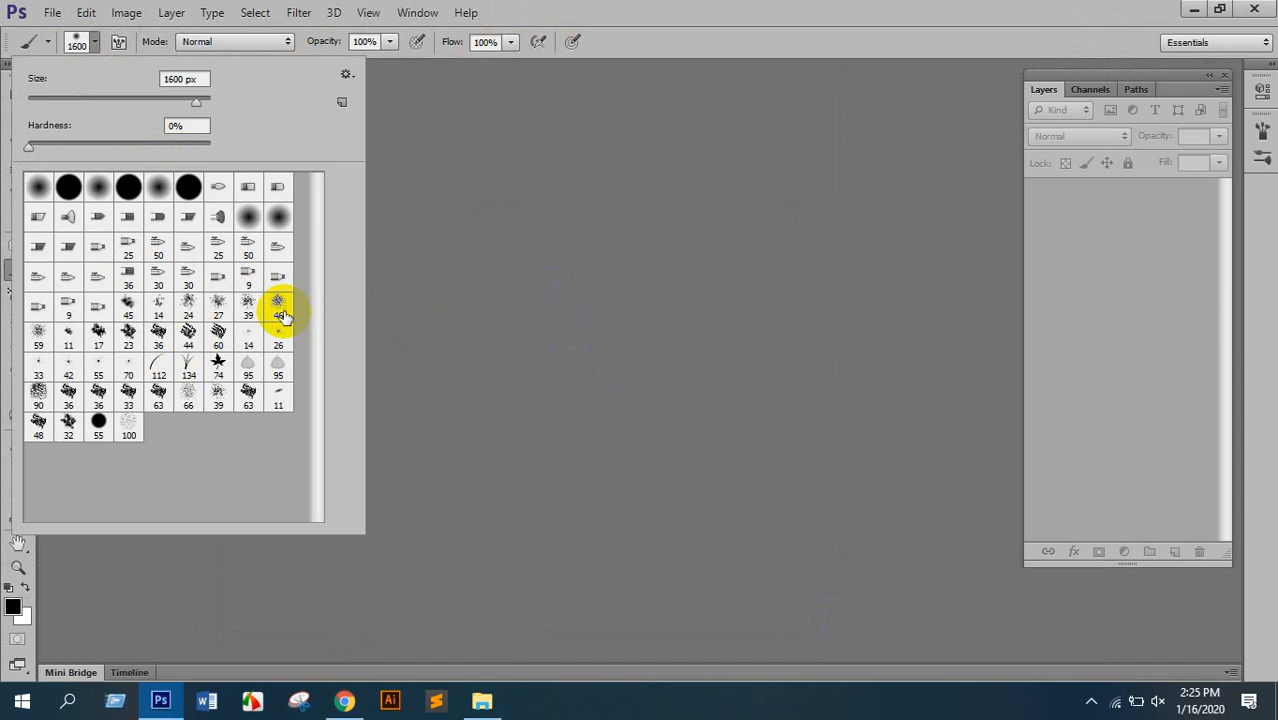 Ps File Edit Image Layer Type Select Filter 3D View Window Help
1600 Mode: Normal Opacity: 100% Flow: 100% Essentials
Size: 1600 px
Hardness: 0%
25 50 25 50
36 30 30 9
9 45 14 24 27 39 46
59 11 17 23 36 44 60 14 26
33 42 55 70 112 134 74 95 95
90 36 36 33 63 66 39 63 11
48 32 55 100
Layers Channels Paths
Kind
Normal Opacity:
Lock: Fill:
fx
Mini Bridge Timeline
Ps Ai
2:25 PM
1/16/2020